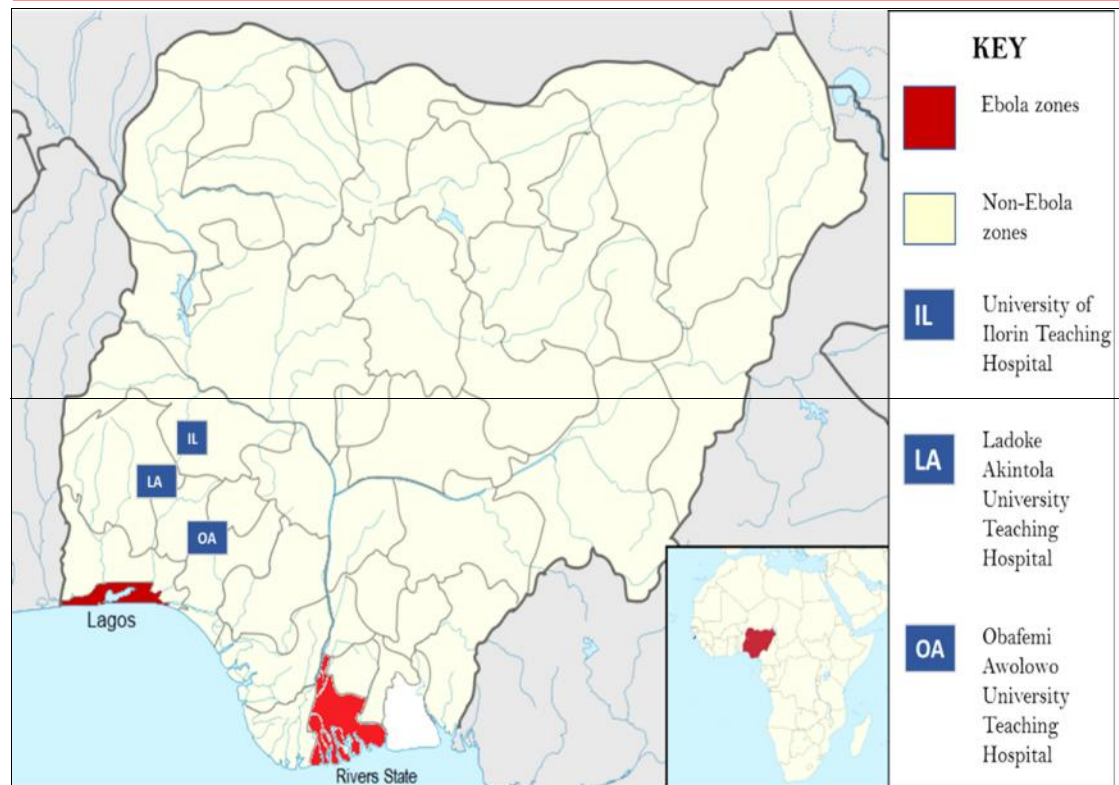 KEY
Ebola zones
Non-Ebola
zones
IL
University of
Ilorin Teaching
Hospital
LA
Ladoke
Akintola
University
Teaching
Hospital
OA
Obafemi
Awolowo
University
Teaching
Hospital
IL
LA
OA
Lagos
Rivers State